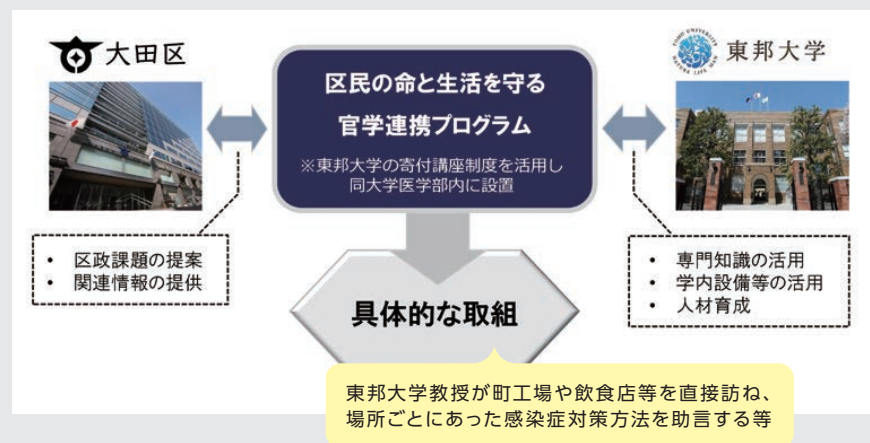 大田区
区民の命と生活を守る
官学連携プログラム
※東邦大学の寄付講座制度を活用し
同大学医学部内に設置
TOHO UNIVERSITY
NATURE LIFE MAN
東邦大学
• 区政課題の提案
• 関連情報の提供
• 専門知識の活用
• 学内設備等の活用
• 人材育成
具体的な取組
東邦大学教授が町工場や飲食店等を直接訪ね、
場所ごとにあった感染症対策方法を助言する等